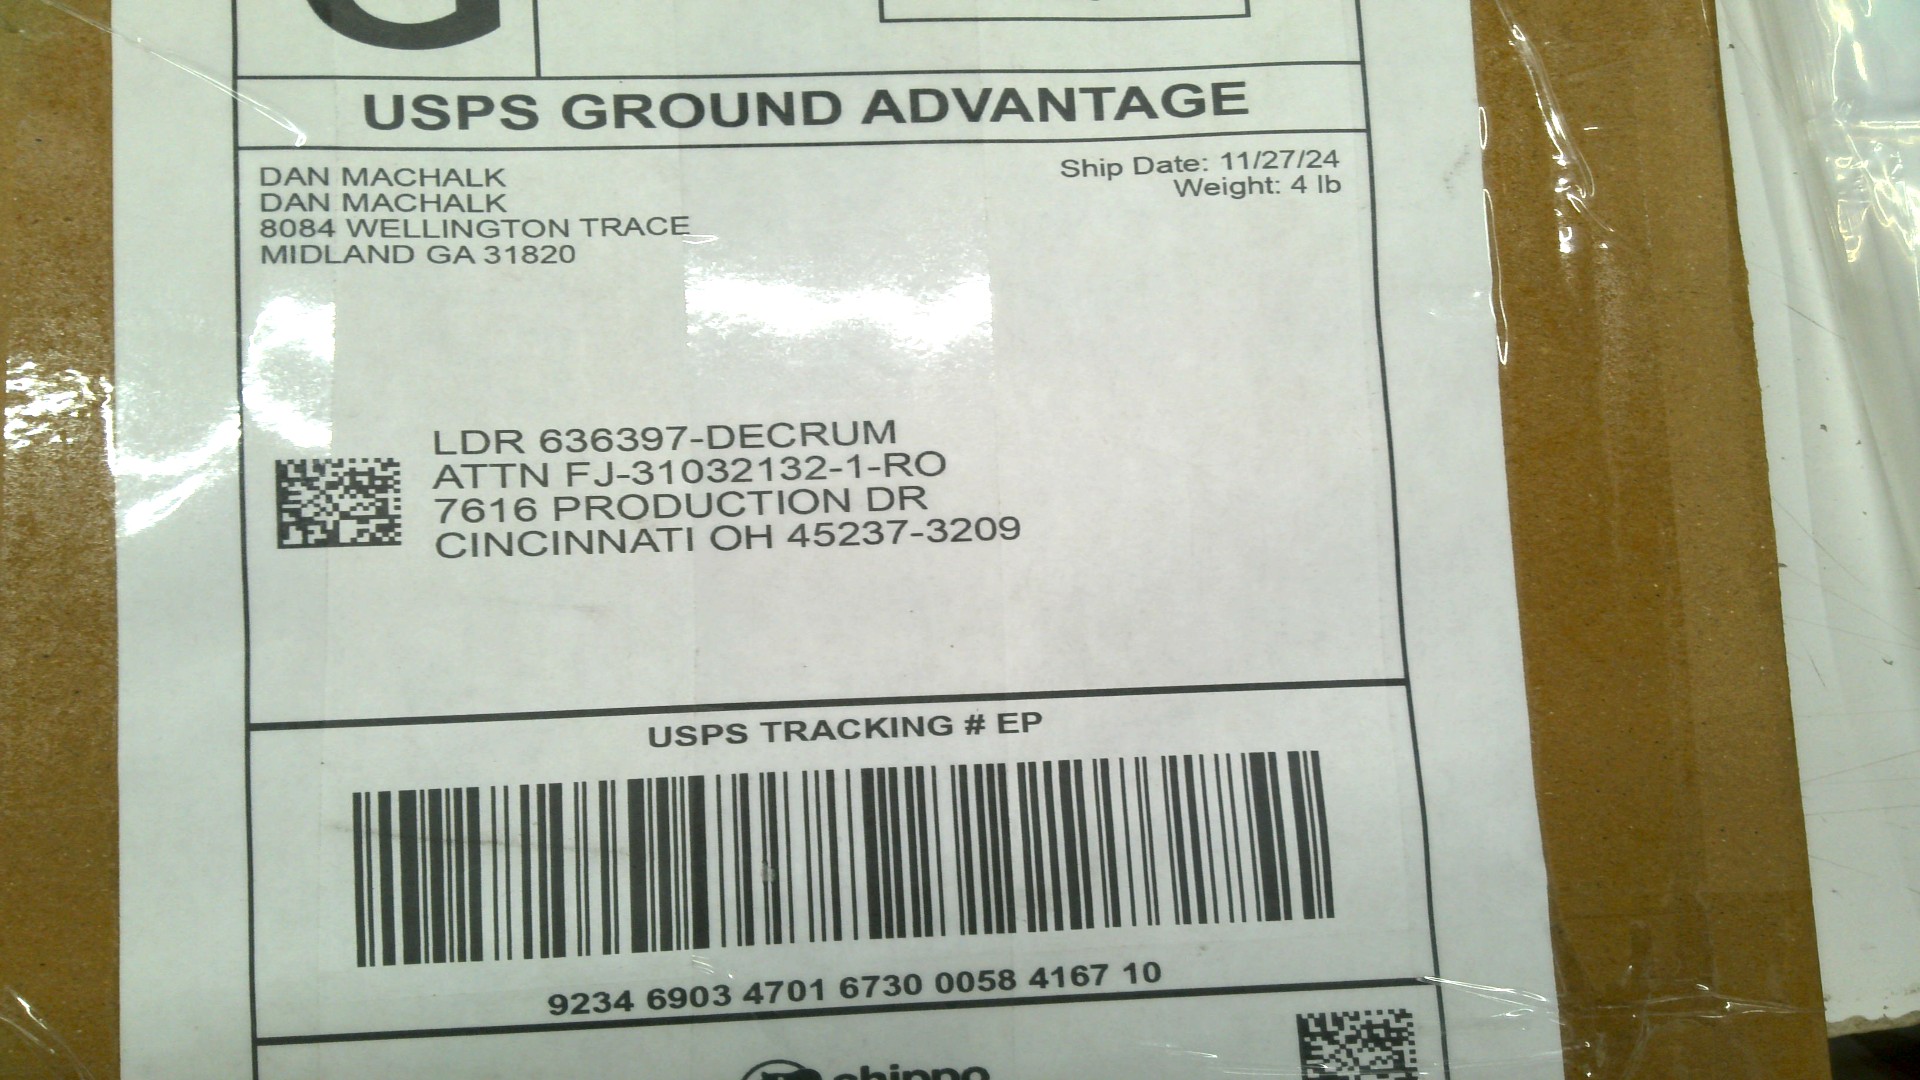 G
USPS GROUND ADVANTAGE
DAN MACHALK
DAN MACHALK
8084 WELLINGTON TRACE
MIDLAND GA 31820
Ship Date: 11/27/24
Weight: 4 lb
LDR 636397-DECRUM
ATTN FJ-31032132-1-RO
7616 PRODUCTION DR
CINCINNATI OH 45237-3209
USPS TRACKING # EP
9234 6903 4701 6730 0058 4167 10